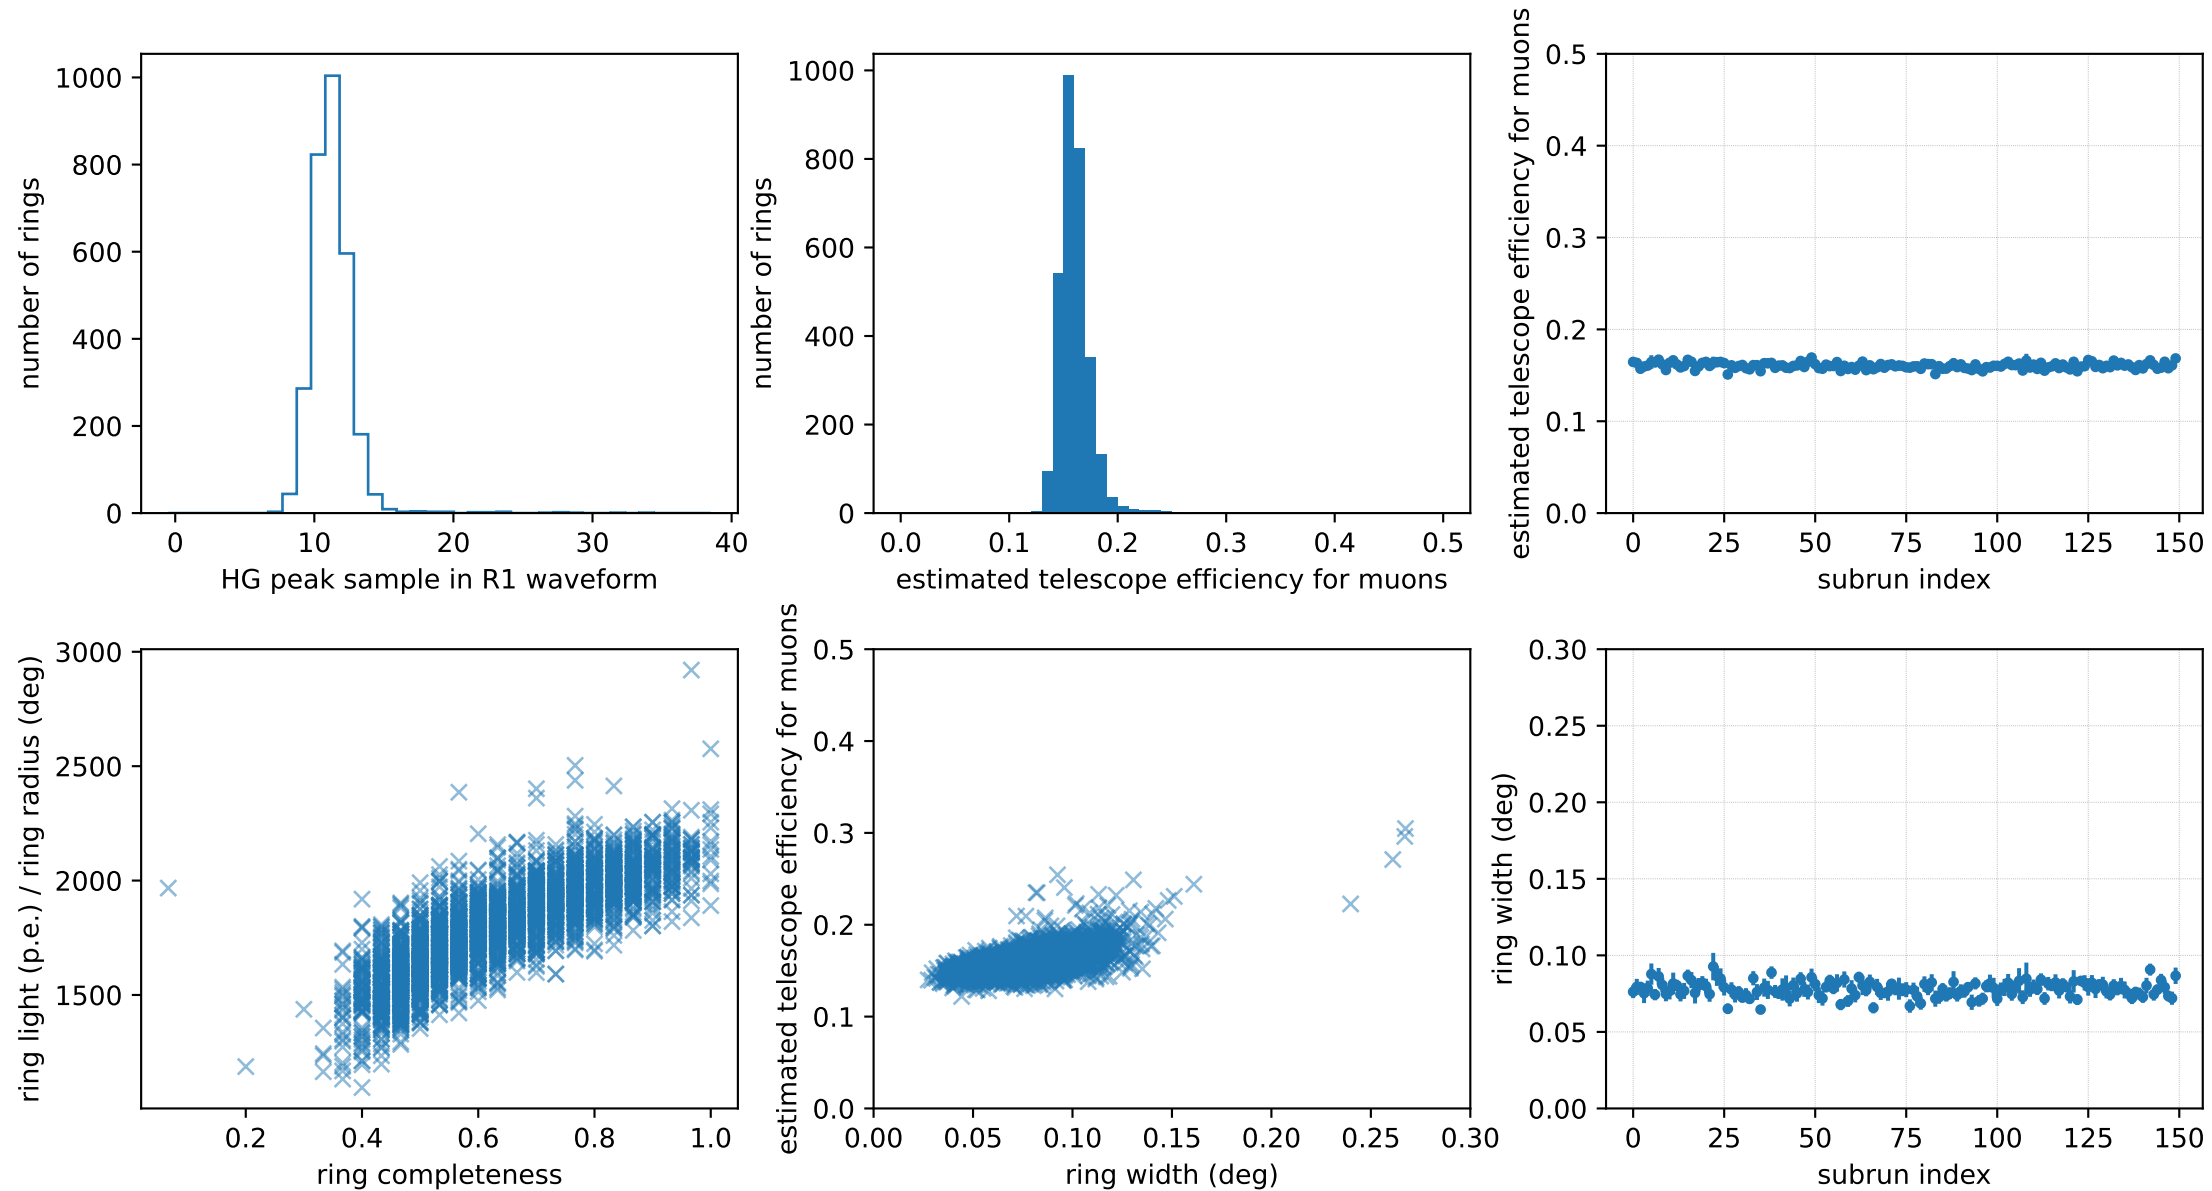 1000
800
600
400
200
0
number of rings
0 10 20 30 40
HG peak sample in R1 waveform
1000
800
600
400
200
0
number of rings
0.0 0.1 0.2 0.3 0.4 0.5
estimated telescope efficiency for muons
0.5
0.4
0.3
0.2
0.1
0.0
estimated telescope efficiency for muons
0 25 50 75 100 125 150
subrun index
3000
2500
2000
1500
ring light (p.e.) / ring radius (deg)
0.2 0.4 0.6 0.8 1.0
ring completeness
0.5
0.4
0.3
0.2
0.1
0.0
estimated telescope efficiency for muons
0.00 0.05 0.10 0.15 0.20 0.25 0.30
ring width (deg)
0.30
0.25
0.20
0.15
0.10
0.05
0.00
ring width (deg)
0 25 50 75 100 125 150
subrun index